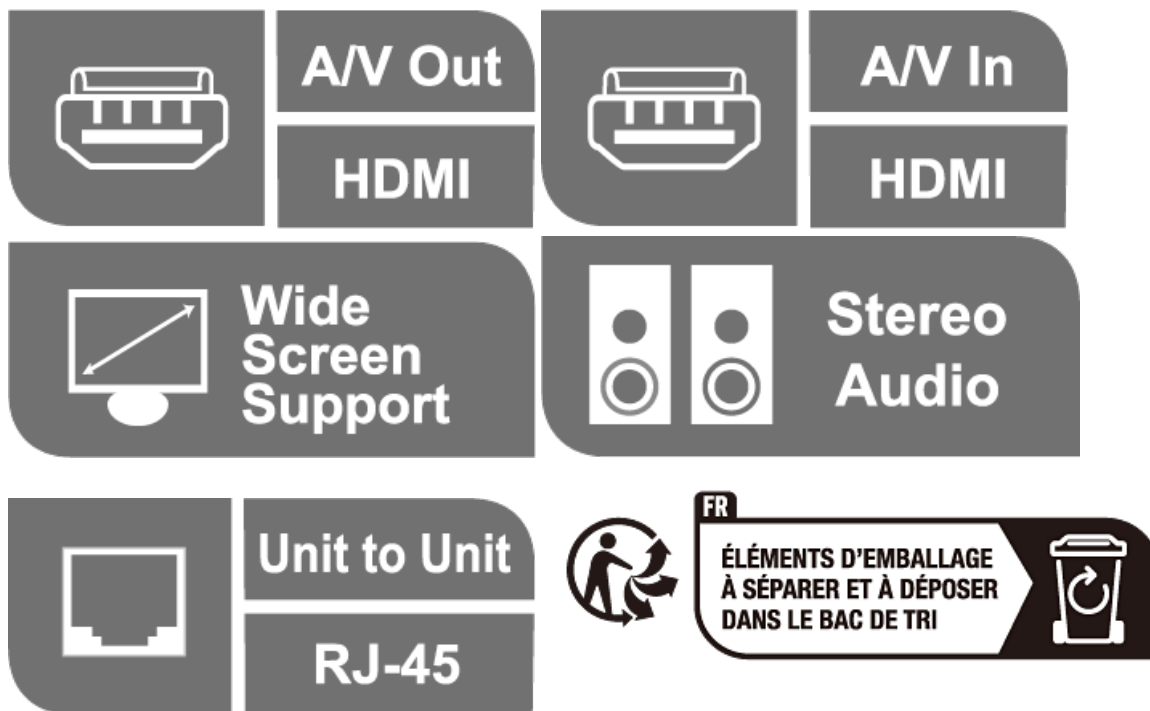 A/V Out
HDMI
A/V In
HDMI
Wide
Screen
Support
Stereo
Audio
Unit to Unit
RJ-45
FR
ÉLÉMENTS D'EMBALLAGE
À SÉPARER ET À DÉPOSER
DANS LE BAC DE TRI